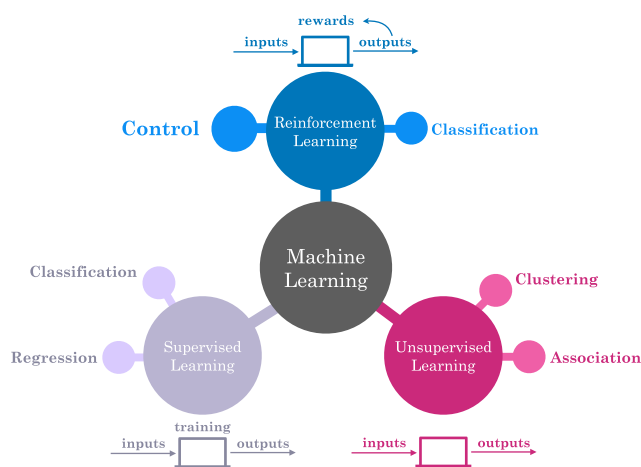 rewards
inputs
outputs
Control
Reinforcement
Learning
Classification
Machine
Learning
Classification
Clustering
Regression
Supervised
Learning
Unsupervised
Learning
Association
training
inputs
outputs
inputs
outputs